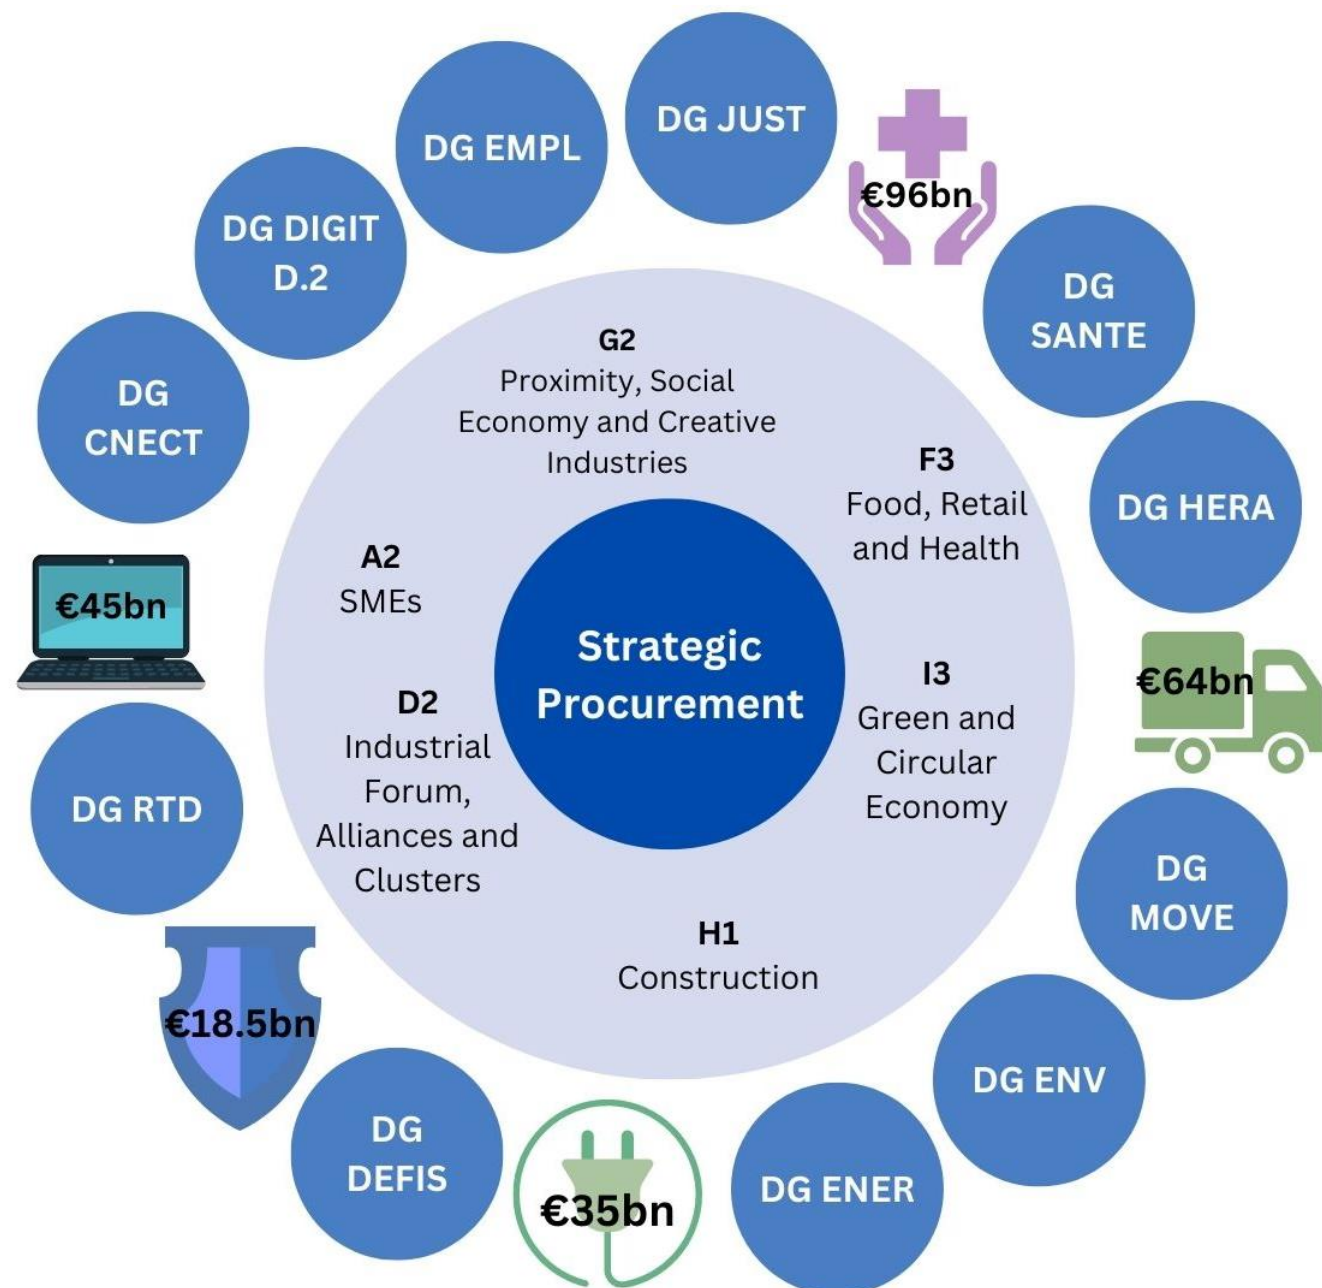 DG JUST
DG EMPL
€96bn
DG DIGIT
D.2
DG
SANTE
DG
CNECT
DG HERA
€45bn
€64bn
DG RTD
DG
MOVE
€18.5bn
DG ENV
DG
DEFIS
€35bn
DG ENER
G2
Proximity, Social
Economy and Creative
Industries
F3
Food, Retail
and Health
A2
SMEs
Strategic
Procurement
I3
Green and
Circular
Economy
D2
Industrial
Forum,
Alliances and
Clusters
H1
Construction